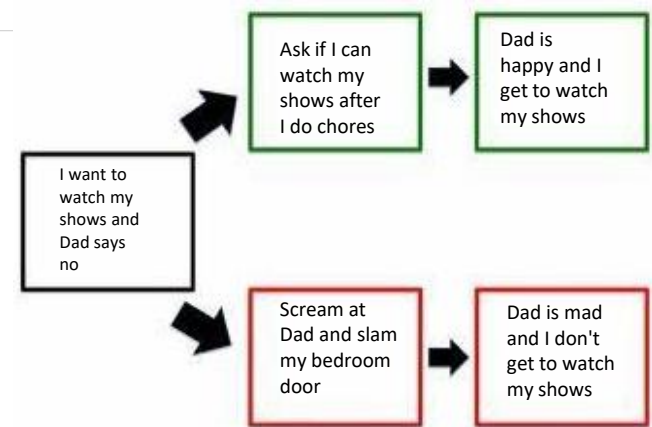 I want to
watch my
shows and
Dad says
no
Ask if I can
watch my
shows after
I do chores
Dad is
happy and I
get to watch
my shows
Scream at
Dad and slam
my bedroom
door
Dad is mad
and I don't
get to watch
my shows